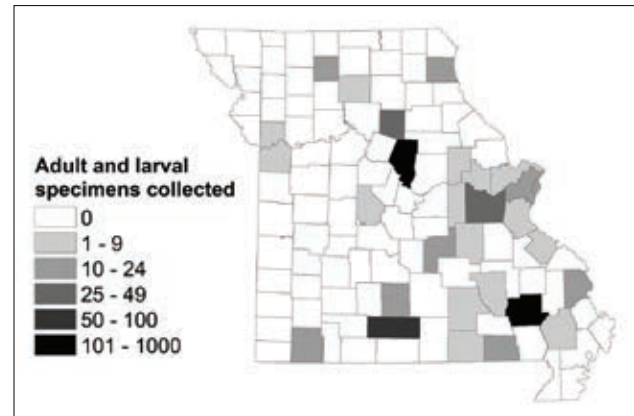 Adult and larval
specimens collected
0
1 - 9
10 - 24
25 - 49
50 - 100
101 - 1000